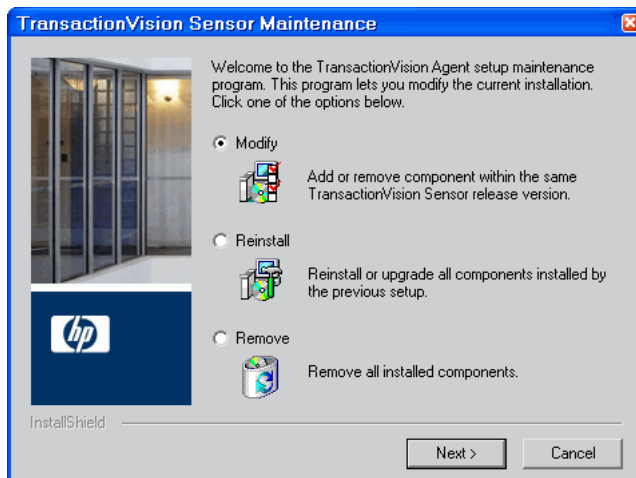 TransactionVision Sensor Maintenance
Welcome to the TransactionVision Agent setup maintenance
program. This program lets you modify the current installation.
Click one of the options below.
Modify
Add or remove component within the same
TransactionVision Sensor release version.
Reinstall
Reinstall or upgrade all components installed by
the previous setup.
hp
Remove
Remove all installed components.
InstallShield
Next >
Cancel